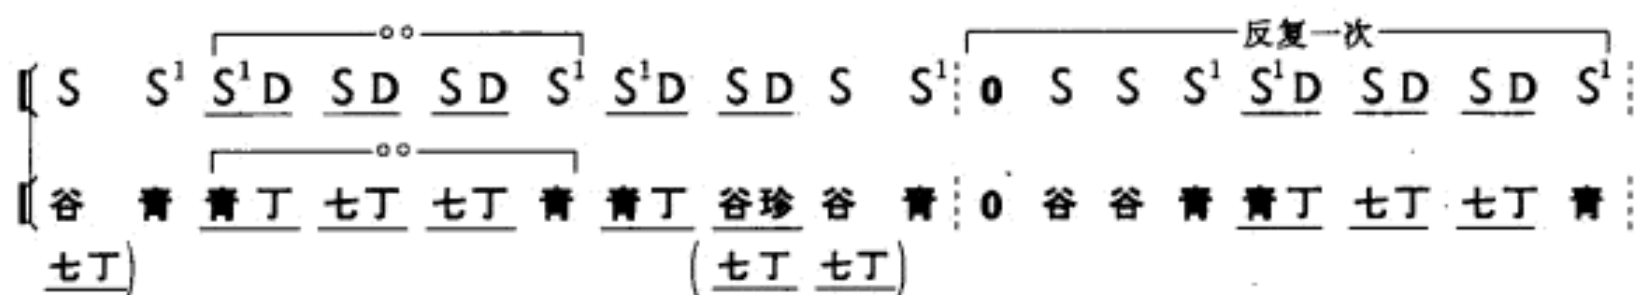 反复一次
S S¹ S¹D SD SD S¹ S¹D SD S S¹ 0 S S S¹ S¹D SD SD S¹
谷 青 青丁 七丁 七丁 青 青丁 谷珍 谷 青 0 谷 谷 青 青丁 七丁 七丁 青
七丁) (七丁 七丁)